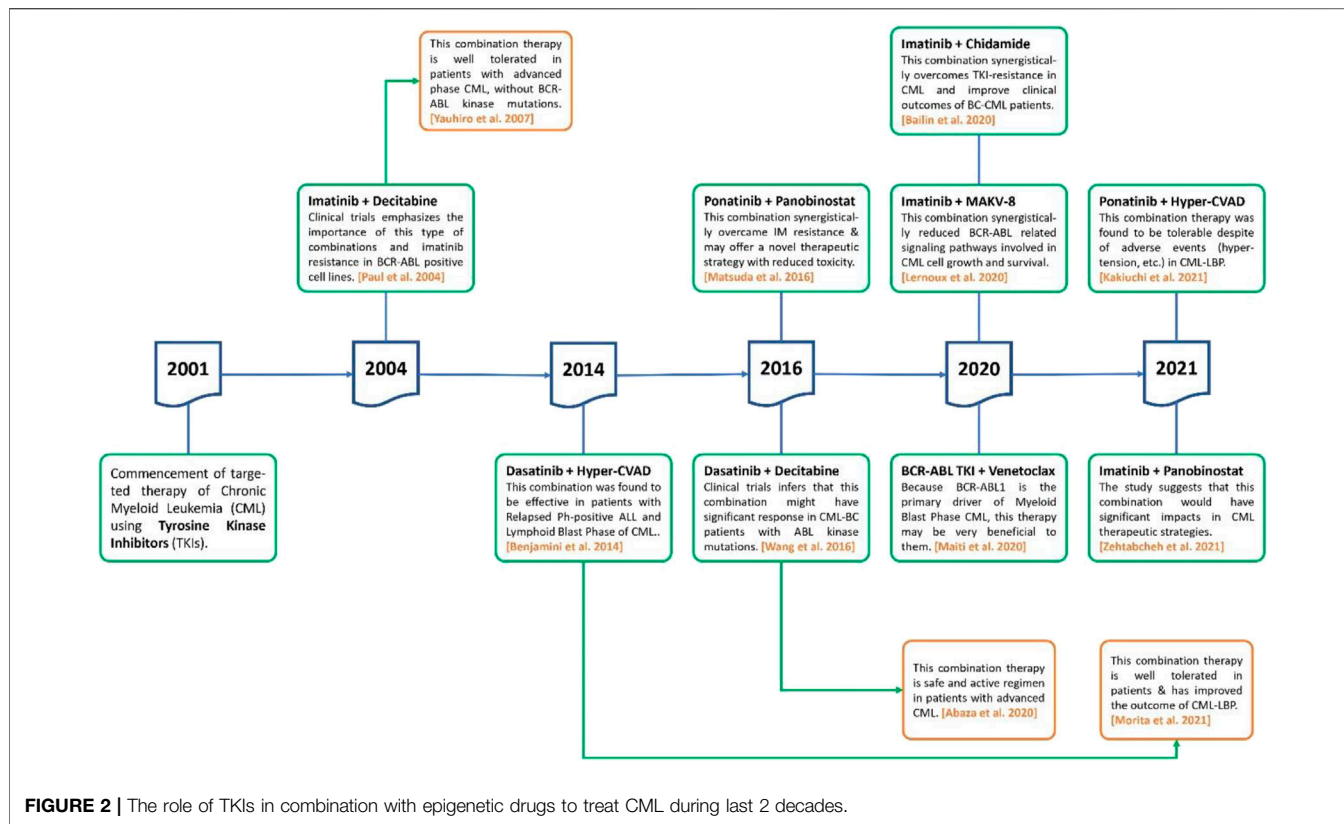 This combination therapy
is well tolerated in
patients with advanced
phase CML, without BCR-
ABL kinase mutations.
[Yauhiro et al. 2007]
Imatinib + Chidamide
This combination synergistical-
ly overcomes TKI-resistance in
CML and improve clinical
outcomes of BC-CML patients.
[Bailin et al. 2020]
Imatinib + Decitabine
Clinical trials emphasizes the
importance of this type of
combinations and imatinib
resistance in BCR-ABL positive
cell lines. [Paul et al. 2004]
Ponatinib + Panobinostat
This combination synergistical-
ly overcame IM resistance &
may offer a novel therapeutic
strategy with reduced toxicity.
[Matsuda et al. 2016]
Imatinib + MAKV-8
This combination synergistically
reduced BCR-ABL related
signaling pathways involved in
CML cell growth and survival.
[Lernoux et al. 2020]
Ponatinib + Hyper-CVAD
This combination therapy was
found to be tolerable despite
of adverse events (hyper-
tension, etc.) in CML-LBP.
[Kakiuchi et al. 2021]
2001
2004
2014
2016
2020
2021
Commencement of targe-
ted therapy of Chronic
Myeloid Leukemia (CML)
using Tyrosine Kinase
Inhibitors (TKIs).
Dasatinib + Hyper-CVAD
This combination was found to
be effective in patients with
Relapsed Ph-positive ALL and
Lymphoid Blast Phase of CML..
[Benjamini et al. 2014]
Dasatinib + Decitabine
Clinical trials infers that this
combination might have
significant response in CML-BC
patients with ABL kinase
mutations. [Wang et al. 2016]
BCR-ABL TKI + Venetoclax
Because BCR-ABL1 is the
primary driver of Myeloid
Blast Phase CML, this therapy
may be very beneficial to
them. [Maiti et al. 2020]
Imatinib + Panobinostat
The study suggests that this
combination would have
significant impacts in CML
therapeutic strategies.
[Zehtabcheh et al. 2021]
This combination therapy
is safe and active regimen
in patients with advanced
CML. [Abaza et al. 2020]
This combination therapy
is well tolerated in
patients & has improved
the outcome of CML-LBP.
[Morita et al. 2021]
FIGURE 2 | The role of TKIs in combination with epigenetic drugs to treat CML during last 2 decades.